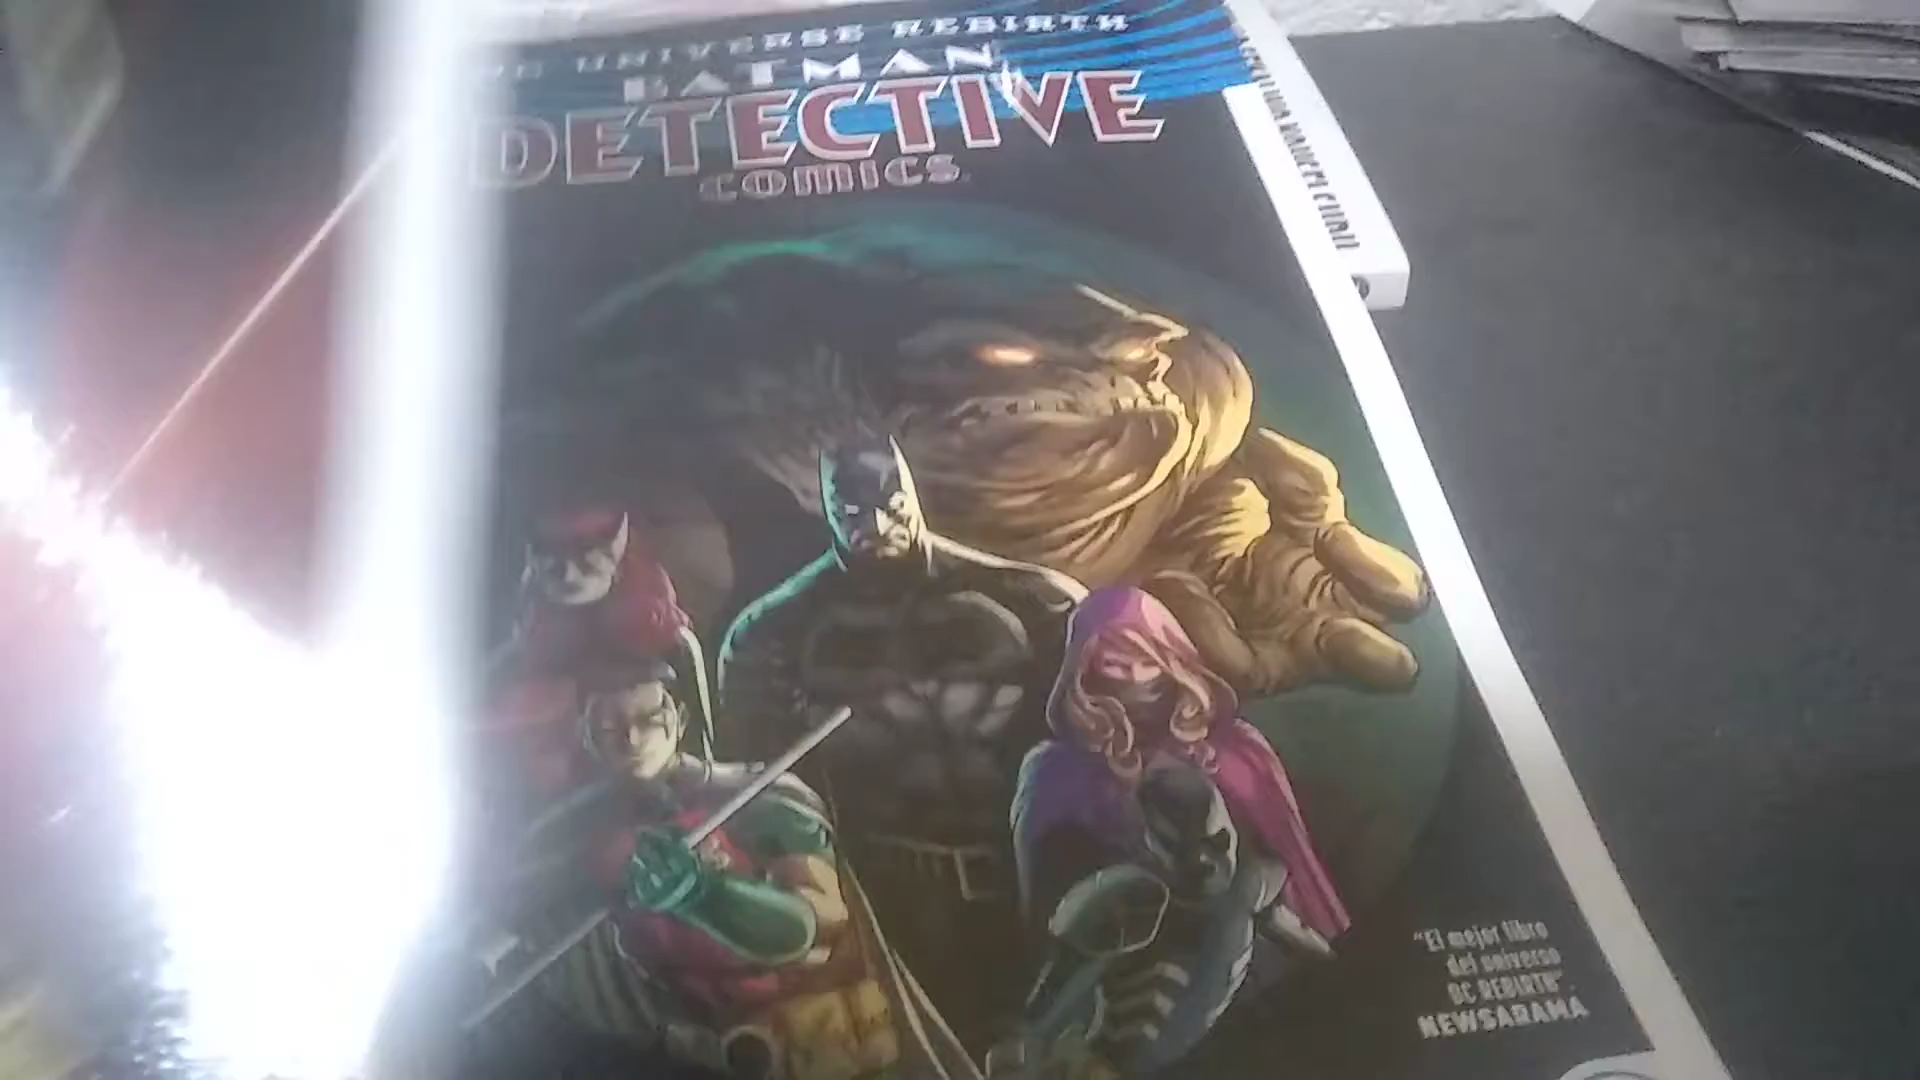 UNIVERSE REBIRTH
BATMAN
DETECTIVE
COMICS
"El mejor libro
del universo
DC REBIRTH".
NEWSARAMA